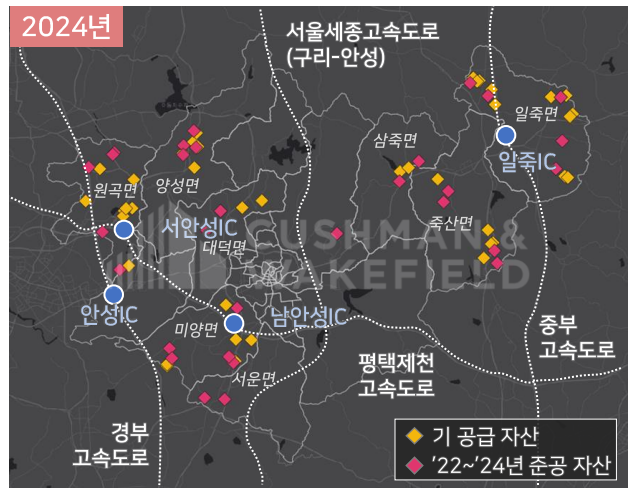 2024년
서울세종고속도로
(구리-안성)
일죽면
삼죽면
일죽IC
원곡면
양성면
죽산면
서안성IC
대덕면
CUSHMAN &
WAKEFIELD
안성IC
미양면
남안성IC
서운면
평택제천
고속도로
중부
고속도로
경부
고속도로
기 공급 자산
’22~’24년 준공 자산